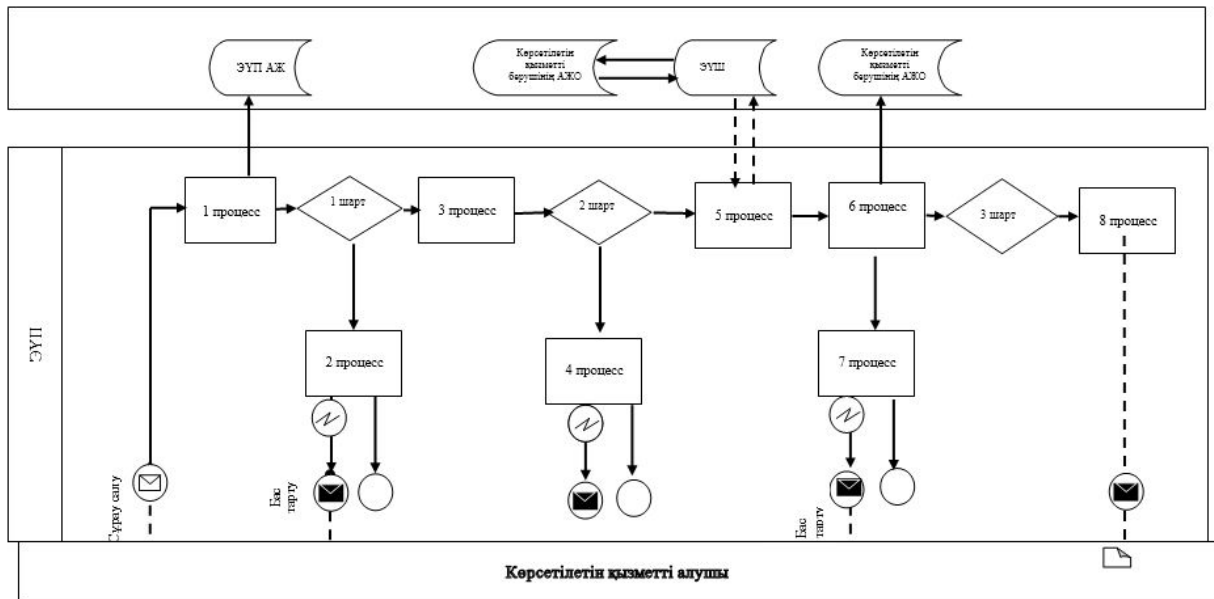 ЭҮП АЖ
Көрсетілетін
қызметті
берушінің АЖО
ЭҮШ
Көрсетілетін
қызметті
берушінің АЖО
ЭҮП
1 процесс
1 шарт
3 процесс
2 шарт
5 процесс
6 процесс
3 шарт
8 процесс
2 процесс
4 процесс
7 процесс
Сұрау салу
Бас
тарту
Бас
тарту
Көрсетілетін қызметті алушы